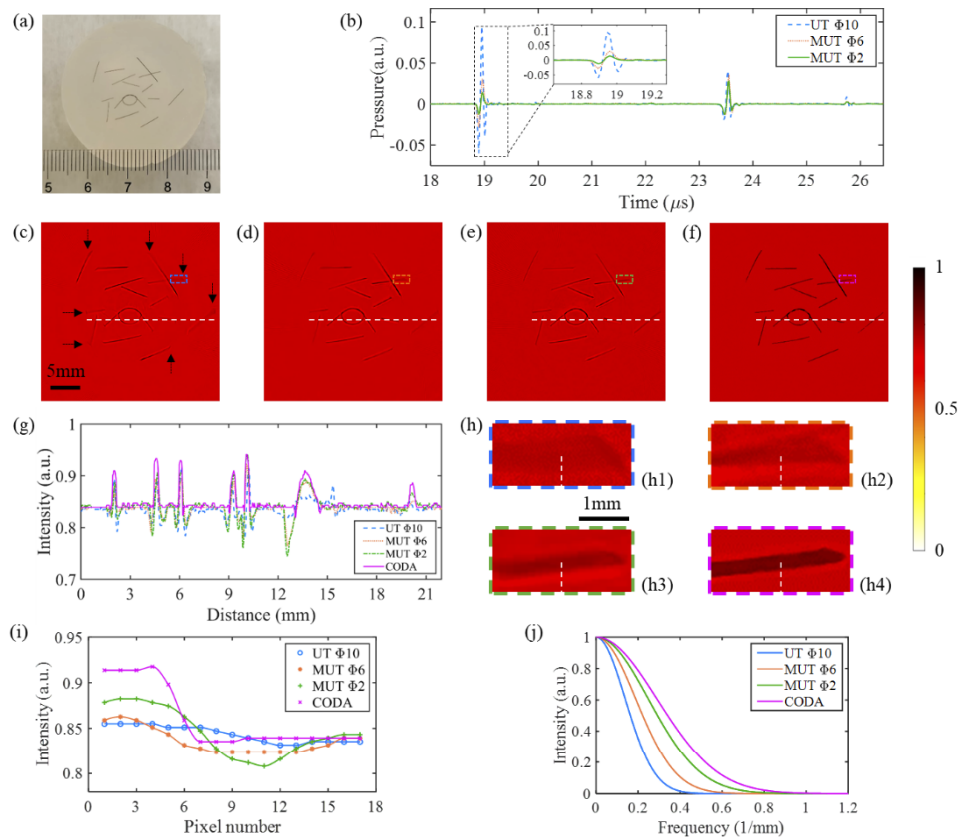 (a)
5 6 7 8 9
(b)
Pressure(a.u.)
0.1
0.05
0
-0.05
0.1
0.05
0
-0.05
18.8 19 19.2
UT Φ10
MUT Φ6
MUT Φ2
18 19 20 21 22 23 24 25 26
Time (μs)
(c) (d) (e) (f)
5mm
1
0.5
0
(g)
Intensity (a.u.)
1
0.9
0.8
0.7
UT Φ10
MUT Φ6
MUT Φ2
CODA
0 3 6 9 12 15 18 21
Distance (mm)
(h)
(h1) (h2)
1mm
(h3) (h4)
(i)
Intensity (a.u.)
0.95
0.9
0.85
0.8
UT Φ10
MUT Φ6
MUT Φ2
CODA
0 3 6 9 12 15 18
Pixel number
(j)
Intensity (a.u.)
1
0.8
0.6
0.4
0.2
0
UT Φ10
MUT Φ6
MUT Φ2
CODA
0 0.2 0.4 0.6 0.8 1 1.2
Frequency (1/mm)